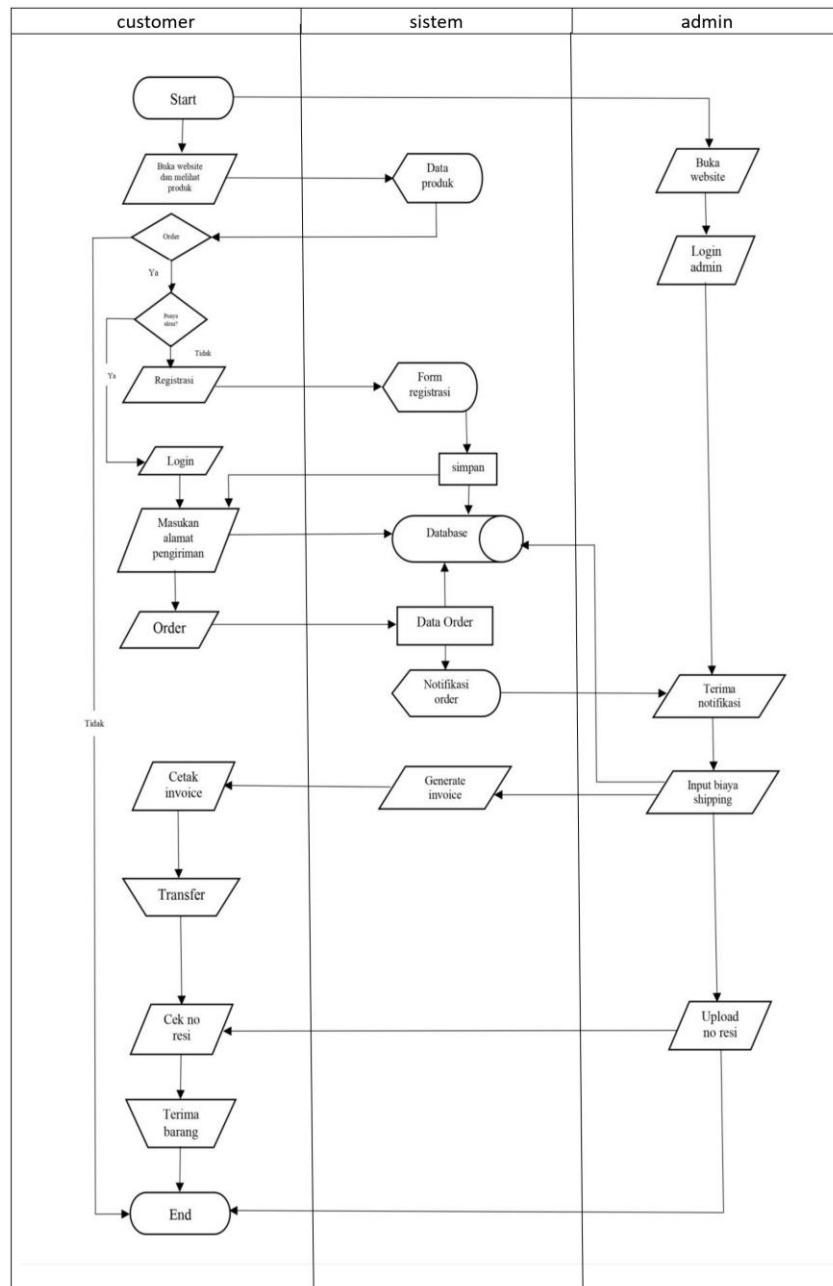 customer
sistem
admin
Start
Buka website
dan melihat
produk
Data
produk
Buka
website
Order
Login
admin
Ya
Punya
akun?
Tidak
Ya
Registrasi
Form
registrasi
Login
simpan
Masukan
alamat
pengiriman
Database
Order
Data Order
Notifikasi
order
Terima
notifikasi
Tidak
Cetak
invoice
Generate
invoice
Input biaya
shipping
Transfer
Cek no
resi
Upload
no resi
Terima
barang
End